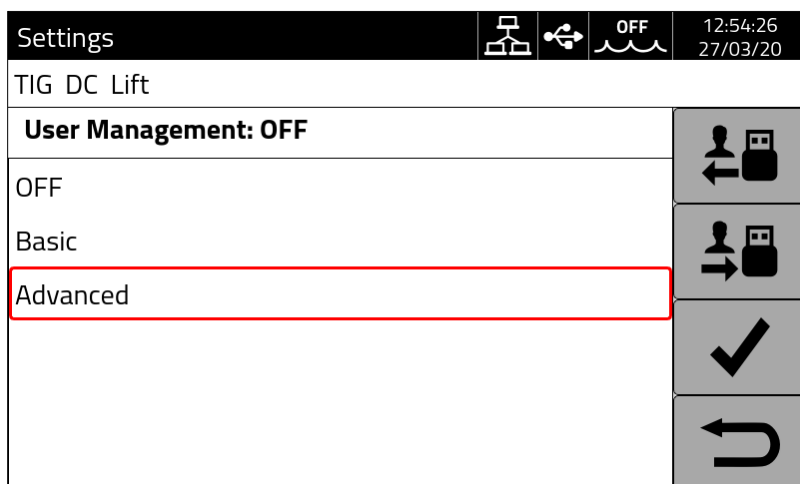 Settings
OFF
12:54:26
27/03/20
TIG DC Lift
User Management: OFF
OFF
Basic
Advanced